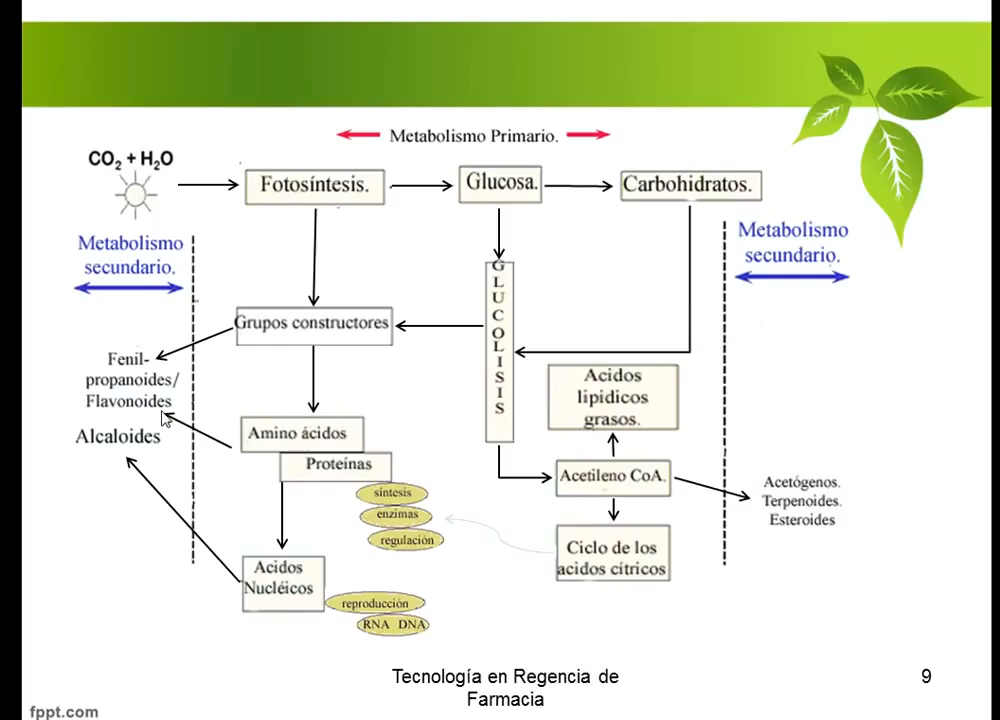 Metabolismo Primario.
CO₂ + H₂O
Fotosíntesis.
Glucosa.
Carbohidratos.
Metabolismo
secundario.
Metabolismo
secundario.
GLUCOLISIS
Grupos constructores
Fenil-
propanoides/
Flavonoides
Alcaloides
Acidos
lipidicos
grasos.
Amino ácidos
Proteínas
síntesis
enzimas
regulación
Acetileno CoA.
Acetógenos.
Terpenoides.
Esteroides
Ciclo de los
acidos cítricos
Acidos
Nucléicos
reproducción
RNA DNA
Tecnología en Regencia de
Farmacia
9
fppt.com